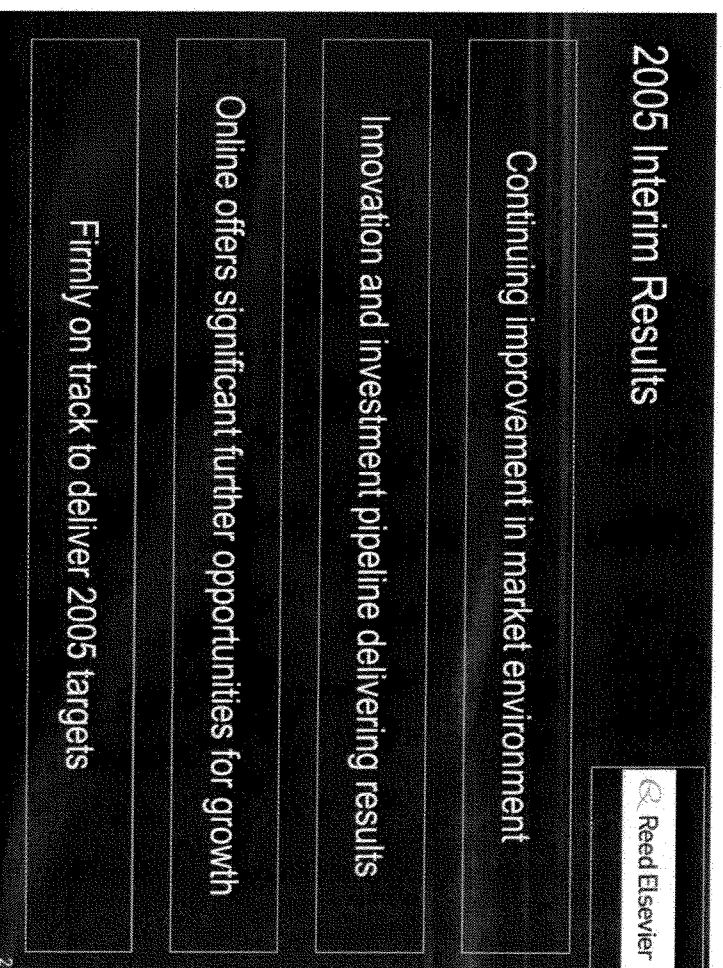 2005 Interim Results
Reed Elsevier
Continuing improvement in market environment
Innovation and investment pipeline delivering results
Online offers significant further opportunities for growth
Firmly on track to deliver 2005 targets
2